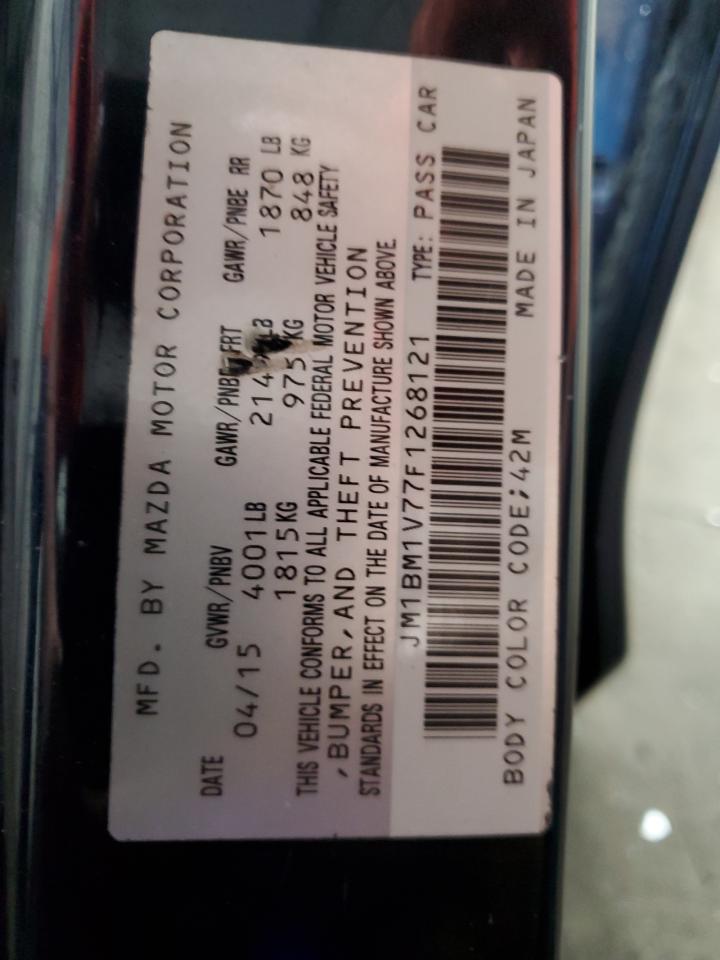 MFD. BY MAZDA MOTOR CORPORATION
DATE GVWR/PNBV GAWR/PNBE FRT GAWR/PNBE RR
04/15 4001LB LB 1870 LB
1815KG 975 KG 848 KG
THIS VEHICLE CONFORMS TO ALL APPLICABLE FEDERAL MOTOR VEHICLE SAFETY
,BUMPER,AND THEFT PREVENTION
STANDARDS IN EFFECT ON THE DATE OF MANUFACTURE SHOWN ABOVE.
JM1BM1V77F1268121 TYPE: PASS CAR
BODY COLOR CODE;42M MADE IN JAPAN